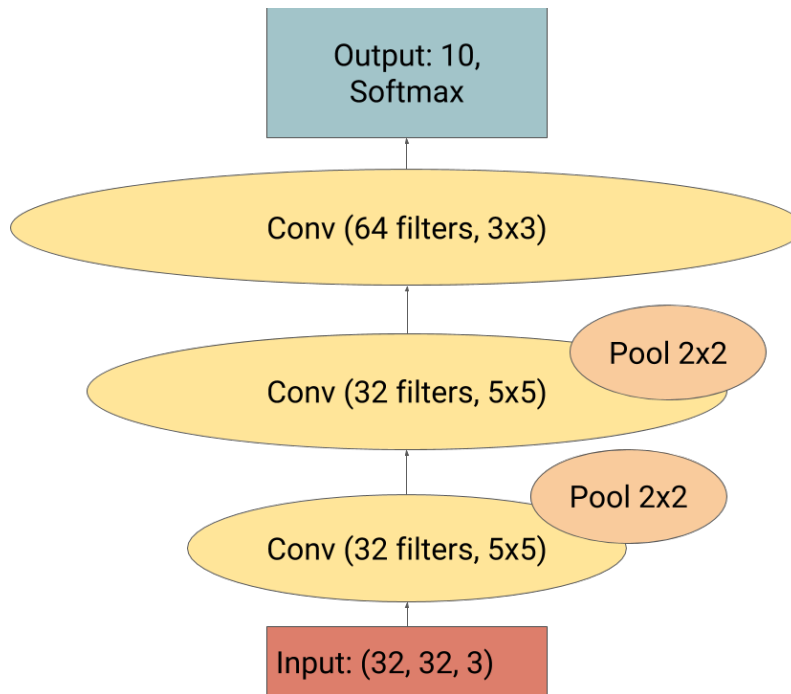 Output: 10,
Softmax
Conv (64 filters, 3x3)
Pool 2x2
Conv (32 filters, 5x5)
Pool 2x2
Conv (32 filters, 5x5)
Input: (32, 32, 3)